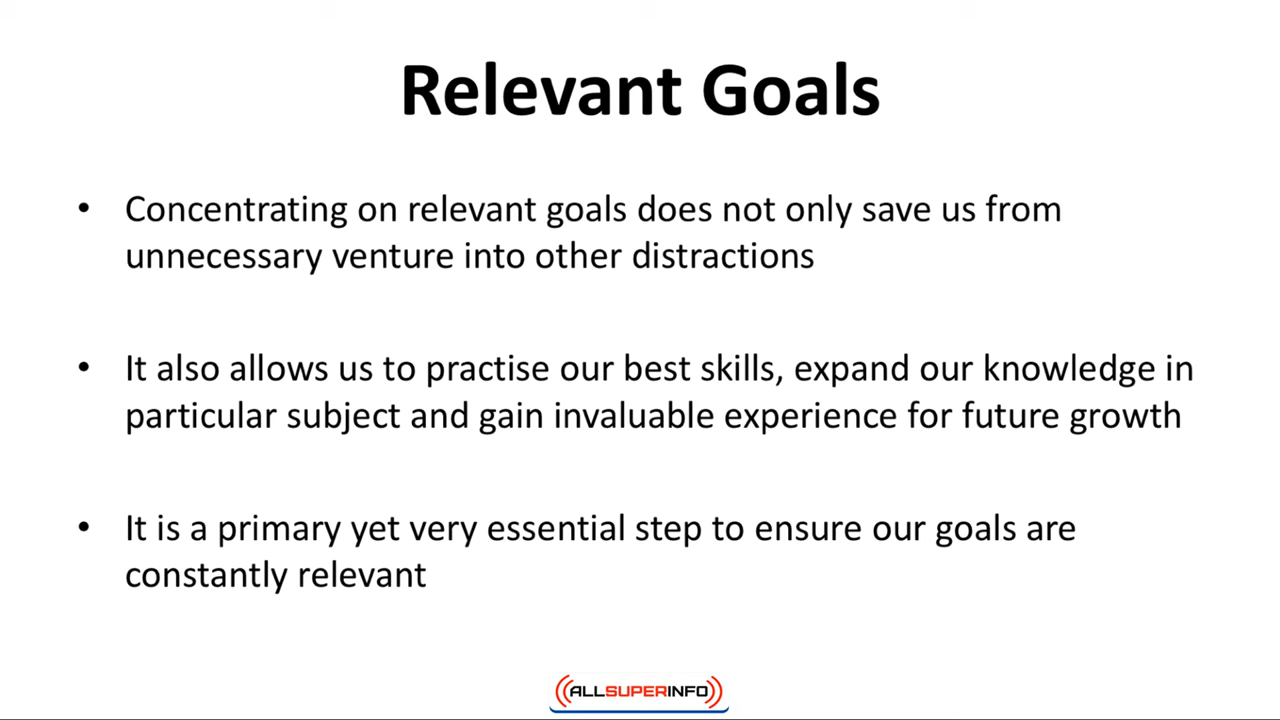 Relevant Goals
• Concentrating on relevant goals does not only save us from
unnecessary venture into other distractions
• It also allows us to practise our best skills, expand our knowledge in
particular subject and gain invaluable experience for future growth
• It is a primary yet very essential step to ensure our goals are
constantly relevant
ALLSUPERINFO